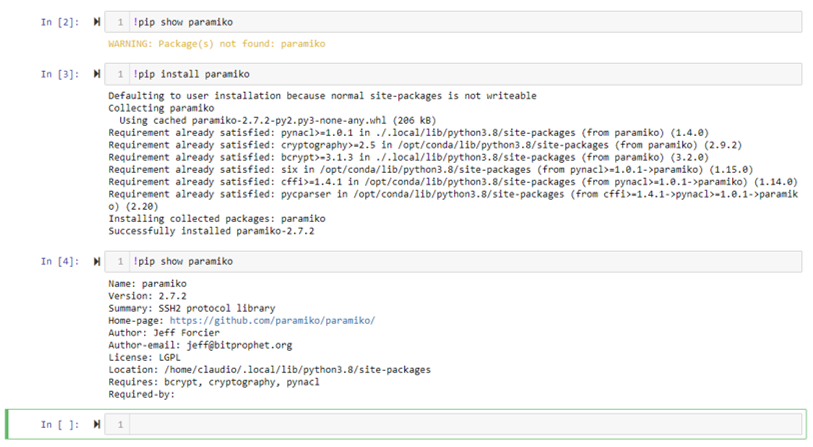 In [2]: 1 !pip show paramiko
WARNING: Package(s) not found: paramiko
In [3]: 1 !pip install paramiko
Defaulting to user installation because normal site-packages is not writeable
Collecting paramiko
Using cached paramiko-2.7.2-py2.py3-none-any.whl (206 kB)
Requirement already satisfied: pynacl>=1.0.1 in ./.local/lib/python3.8/site-packages (from paramiko) (1.4.0)
Requirement already satisfied: cryptography>=2.5 in /opt/conda/lib/python3.8/site-packages (from paramiko) (2.9.2)
Requirement already satisfied: bcrypt>=3.1.3 in ./.local/lib/python3.8/site-packages (from paramiko) (3.2.0)
Requirement already satisfied: six in /opt/conda/lib/python3.8/site-packages (from pynacl>=1.0.1->paramiko) (1.15.0)
Requirement already satisfied: cffi>=1.4.1 in /opt/conda/lib/python3.8/site-packages (from pynacl>=1.0.1->paramiko) (1.14.0)
Requirement already satisfied: pycparser in /opt/conda/lib/python3.8/site-packages (from cffi>=1.4.1->pynacl>=1.0.1->paramik
o) (2.20)
Installing collected packages: paramiko
Successfully installed paramiko-2.7.2
In [4]: 1 !pip show paramiko
Name: paramiko
Version: 2.7.2
Summary: SSH2 protocol library
Home-page: https://github.com/paramiko/paramiko/
Author: Jeff Forcier
Author-email: jeff@bitprophet.org
License: LGPL
Location: /home/claudio/.local/lib/python3.8/site-packages
Requires: bcrypt, cryptography, pynacl
Required-by:
In [ ]: 1